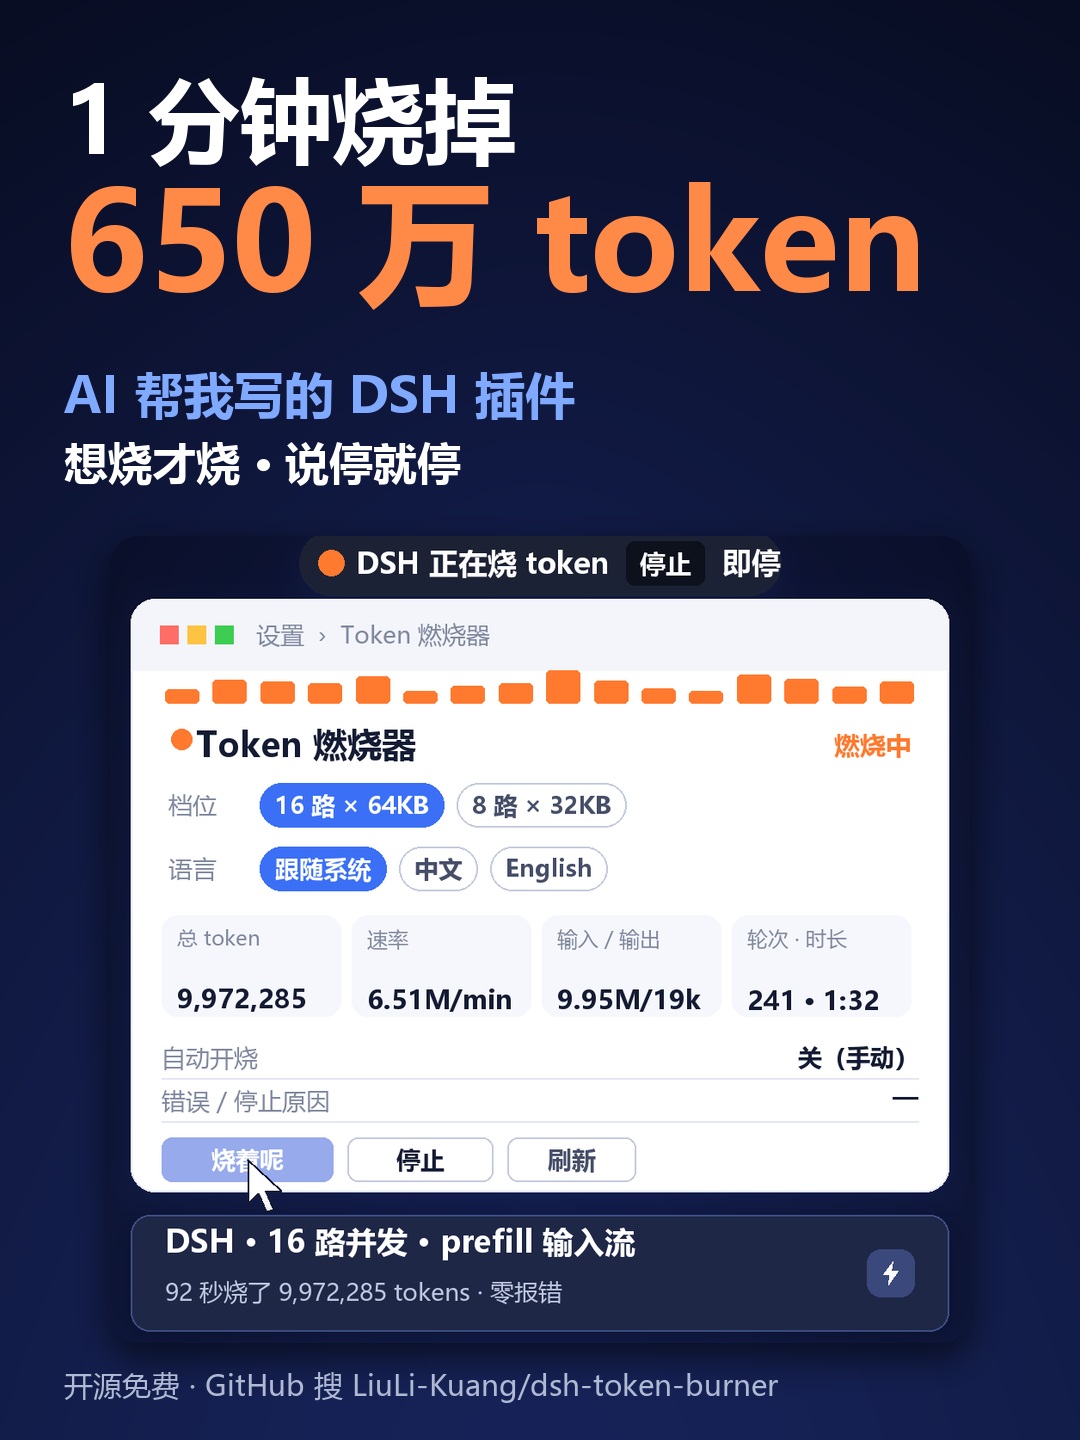 1 分钟烧掉
650 万 token
AI 帮我写的 DSH 插件
想烧才烧 • 说停就停
DSH 正在烧 token 停止 即停
设置 › Token 燃烧器
Token 燃烧器 燃烧中
档位 16 路 × 64KB 8 路 × 32KB
语言 跟随系统 中文 English
总 token 速率 输入 / 输出 轮次 · 时长
9,972,285 6.51M/min 9.95M/19k 241 • 1:32
自动开烧 关（手动）
错误 / 停止原因 —
烧着呢 停止 刷新
DSH • 16 路并发 • prefill 输入流
92 秒烧了 9,972,285 tokens · 零报错
开源免费 · GitHub 搜 LiuLi-Kuang/dsh-token-burner